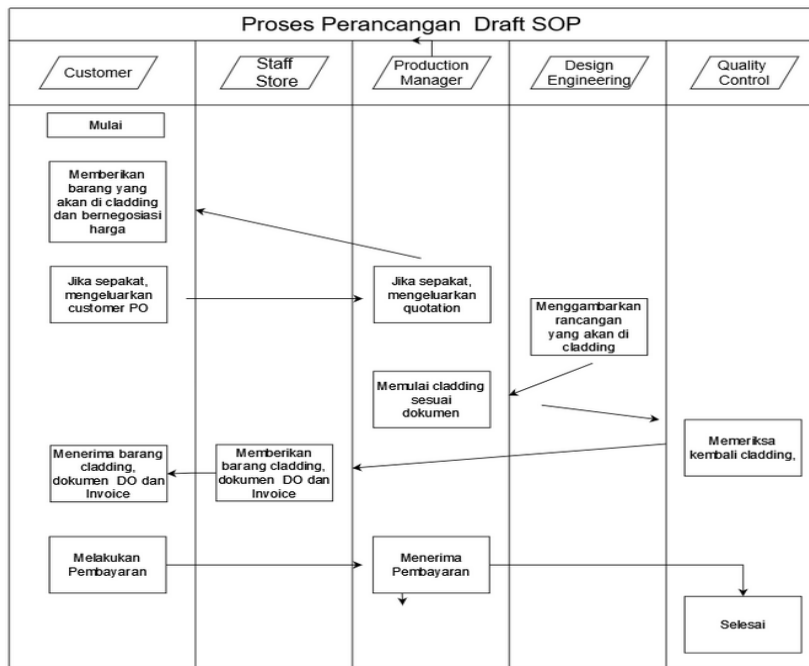 Proses Perancangan Draft SOP
Customer
Staff
Store
Production
Manager
Design
Engineering
Quality
Control
Mulai
Memberikan
barang yang
akan di cladding
dan bernegosiasi
harga
Jika sepakat,
mengeluarkan
customer PO
Jika sepakat,
mengeluarkan
quotation
Menggambarkan
rancangan
yang akan di
cladding
Memulai cladding
sesuai
dokumen
Memeriksa
kembali cladding,
Menerima barang
cladding,
dokumen DO dan
Invoice
Memberikan
barang cladding,
dokumen DO dan
Invoice
Melakukan
Pembayaran
Menerima
Pembayaran
Selesai